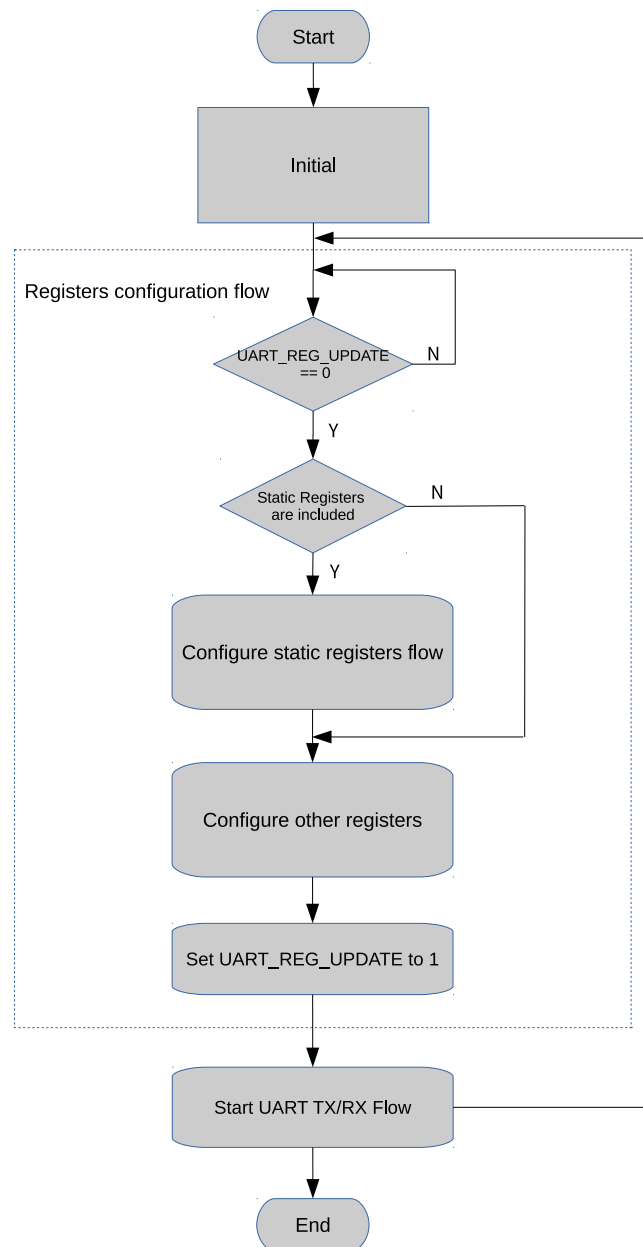 Start
Initial
Registers configuration flow
UART_REG_UPDATE
== 0
N
Y
Static Registers
are included
N
Y
Configure static registers flow
Configure other registers
Set UART_REG_UPDATE to 1
Start UART TX/RX Flow
End